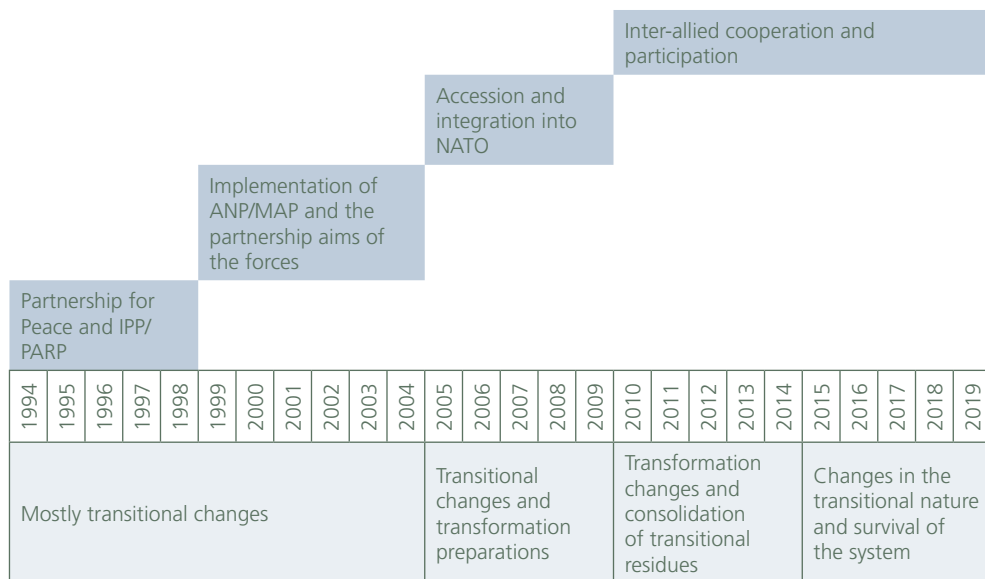 Inter-allied cooperation and
participation
Accession and
integration into
NATO
Implementation of
ANP/MAP and the
partnership aims of
the forces
Partnership for
Peace and IPP/
PARP
1994 1995 1996 1997 1998 1999 2000 2001 2002 2003 2004 2005 2006 2007 2008 2009 2010 2011 2012 2013 2014 2015 2016 2017 2018 2019
Mostly transitional changes
Transitional
changes and
transformation
preparations
Transformation
changes and
consolidation
of transitional
residues
Changes in the
transitional nature
and survival of
the system